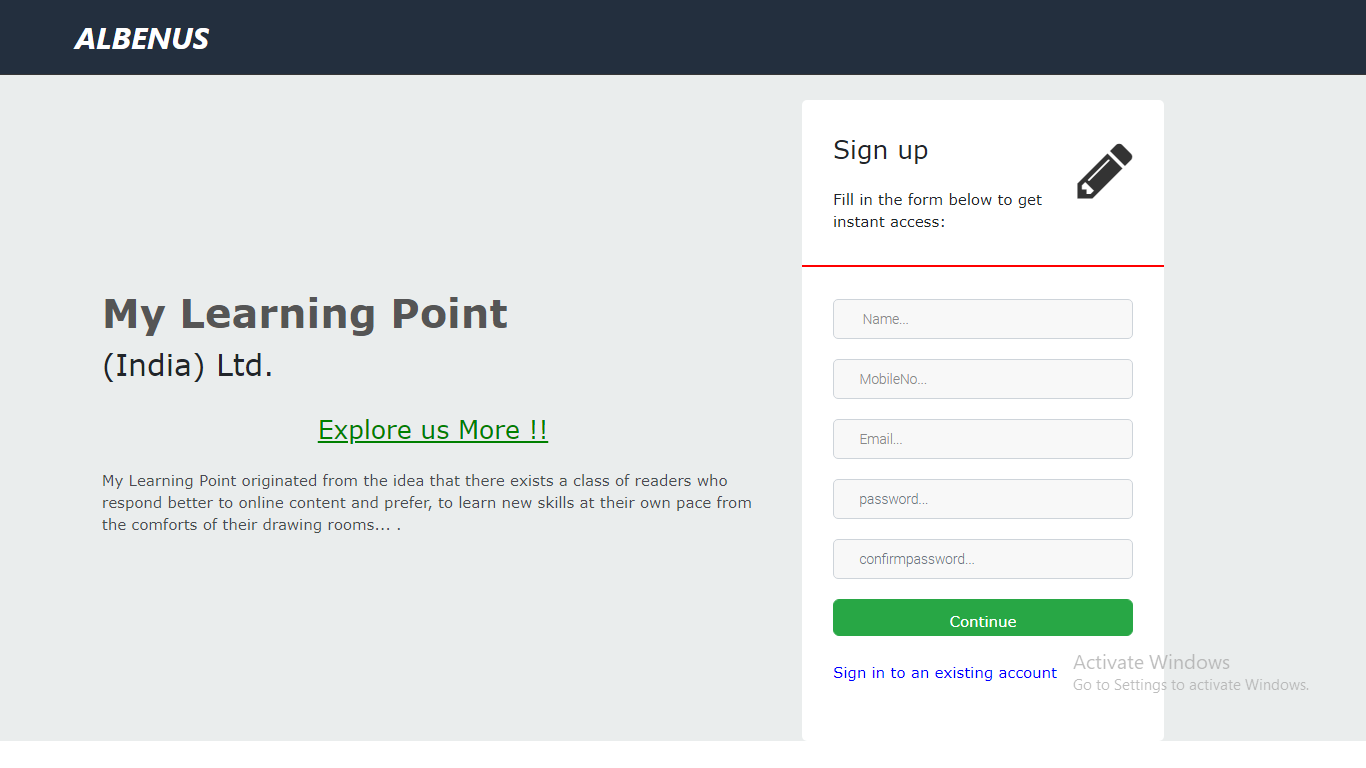 ALBENUS
My Learning Point
(India) Ltd.
Explore us More !!
My Learning Point originated from the idea that there exists a class of readers who
respond better to online content and prefer, to learn new skills at their own pace from
the comforts of their drawing rooms... .
Sign up
Fill in the form below to get
instant access:
Name...
MobileNo...
Email...
password...
confirmpassword...
Continue
Sign in to an existing account
Activate Windows
Go to Settings to activate Windows.